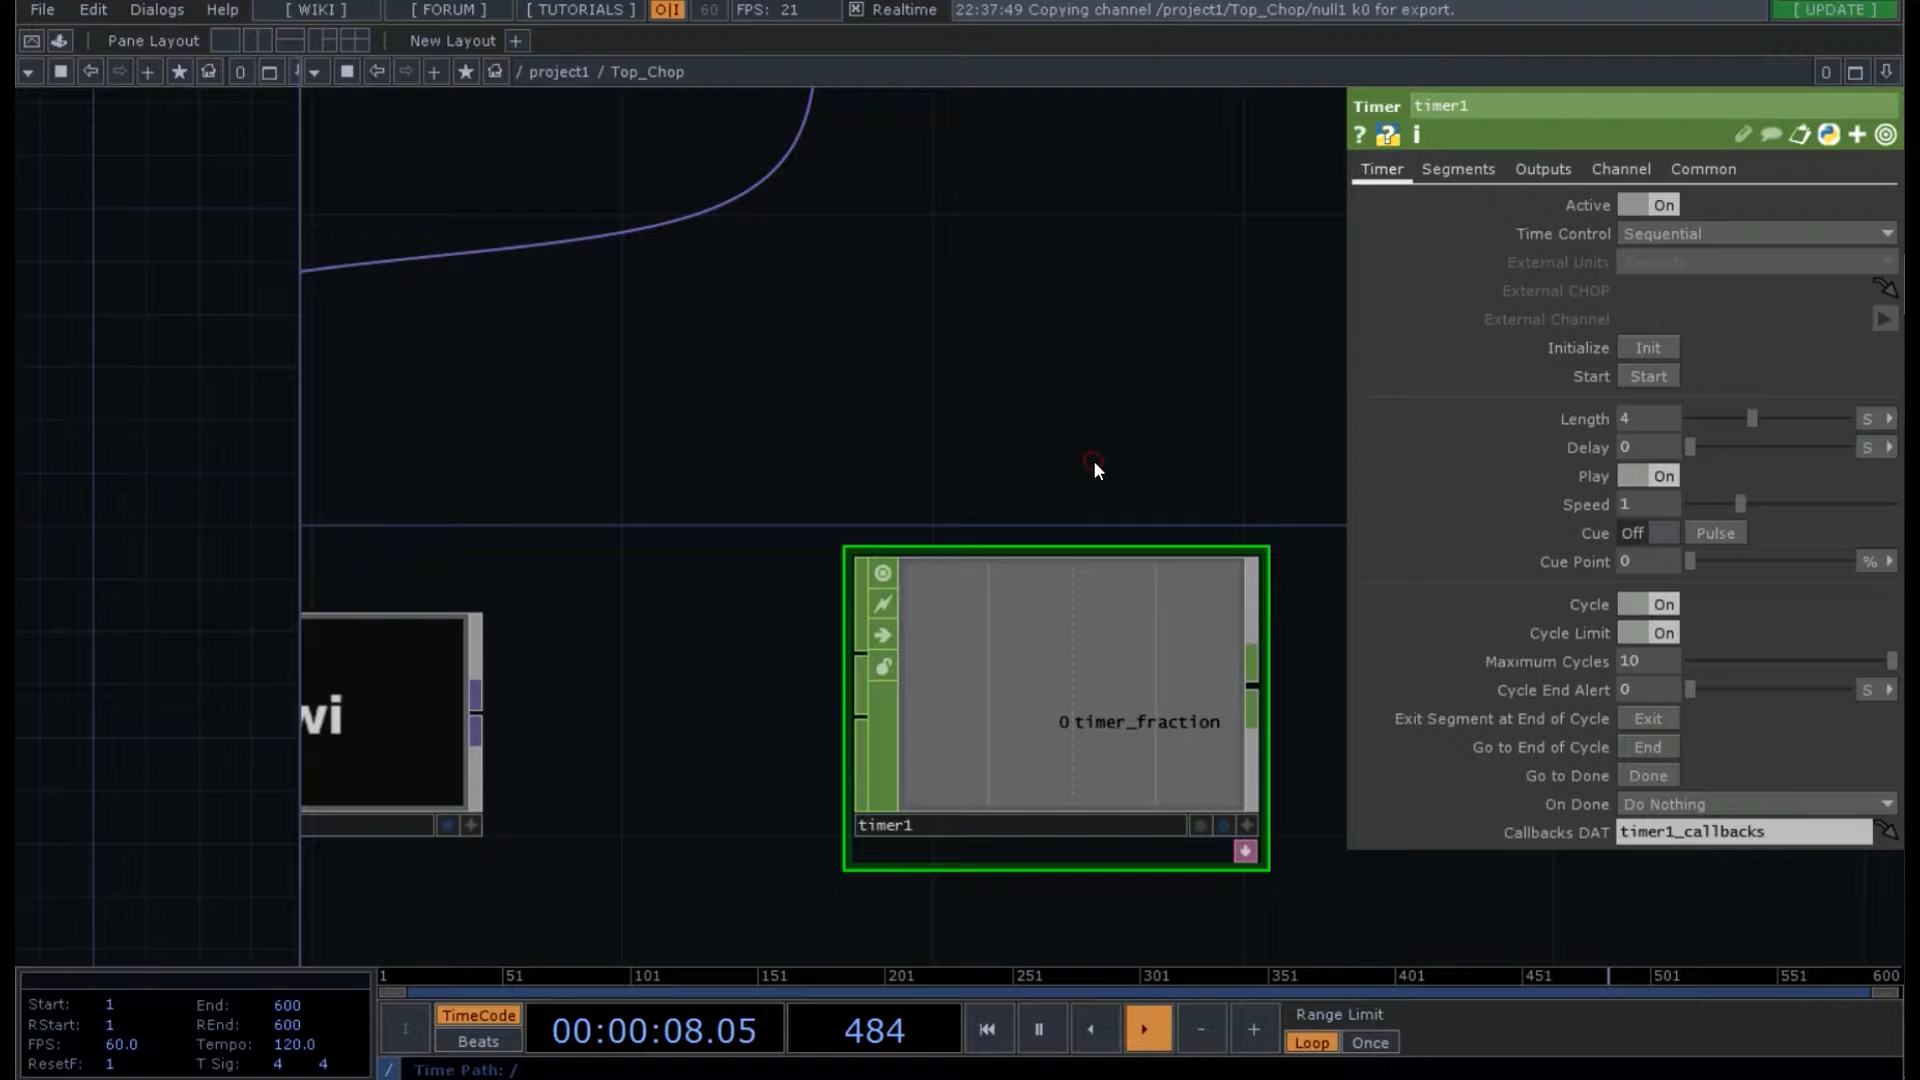 File Edit Dialogs Help [ WIKI ] [ FORUM ] [ TUTORIALS ] O|I 60 FPS: 21 Realtime 22:37:49 Copying channel /project1/Top_Chop/null1 k0 for export. [ UPDATE ]
Pane Layout New Layout +
0 / project1 / Top_Chop 0
Timer timer1
? ? i
Timer Segments Outputs Channel Common
Active On
Time Control Sequential
External Units Seconds
External CHOP
External Channel
Initialize Init
Start Start
Length 4 S
Delay 0 S
Play On
Speed 1
Cue Off Pulse
Cue Point 0 %
Cycle On
Cycle Limit On
Maximum Cycles 10
Cycle End Alert 0 S
Exit Segment at End of Cycle Exit
Go to End of Cycle End
Go to Done Done
On Done Do Nothing
Callbacks DAT timer1_callbacks
vi
0 timer_fraction
timer1
1 51 101 151 201 251 301 351 401 451 501 551 600
Start: 1 End: 600
RStart: 1 REnd: 600
FPS: 60.0 Tempo: 120.0
ResetF: 1 T Sig: 4 4
I TimeCode Beats 00:00:08.05 484 - +
Range Limit
Loop Once
/ Time Path: /